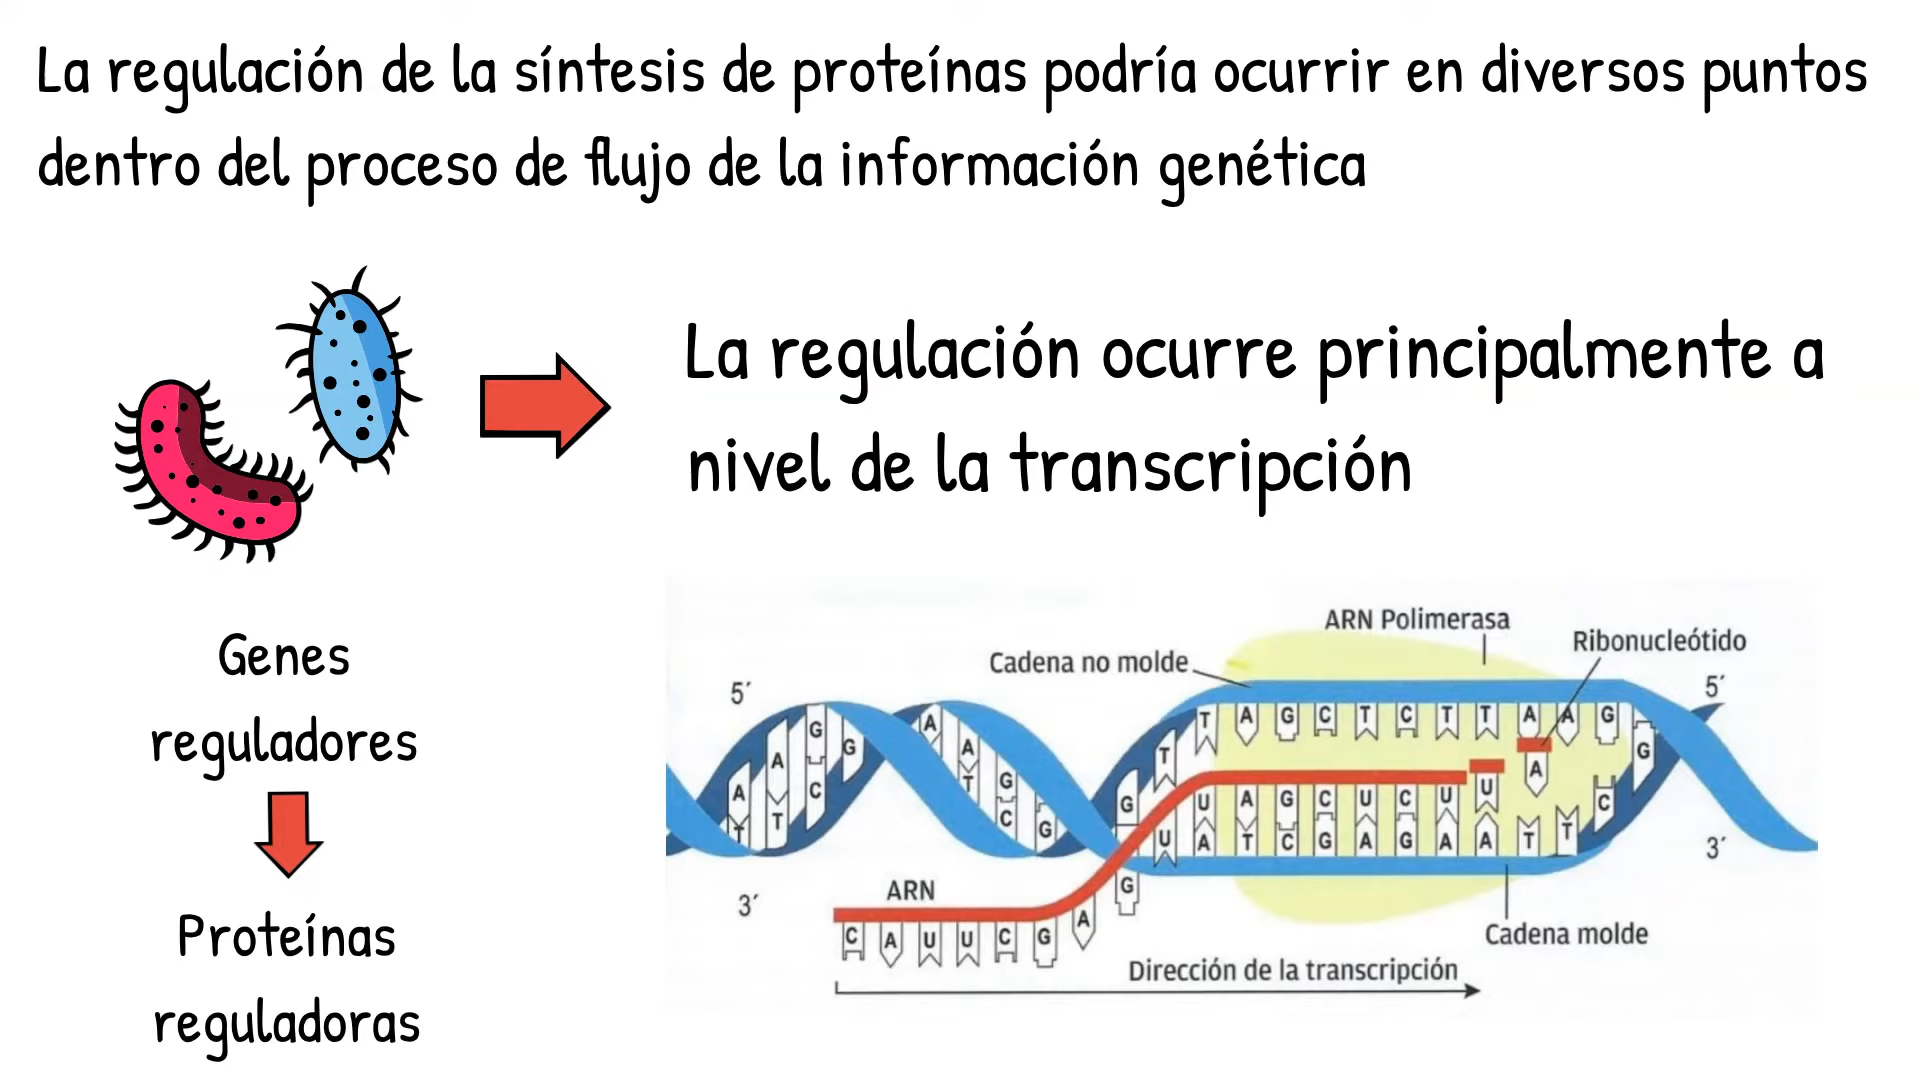 La regulación de la síntesis de proteínas podría ocurrir en diversos puntos
dentro del proceso de flujo de la información genética
La regulación ocurre principalmente a
nivel de la transcripción
Genes
reguladores
Proteínas
reguladoras
ARN Polimerasa
Ribonucleótido
Cadena no molde
5´
5´
T A G C T C T T A A G
G
T
G
A
G
A
C
A
T
A
A
T
G
C
G
G
A
U A G C U C U U
U
A T C G A G A A T T C
3´
3´
ARN
G
A
C A U U C G
Cadena molde
Dirección de la transcripción